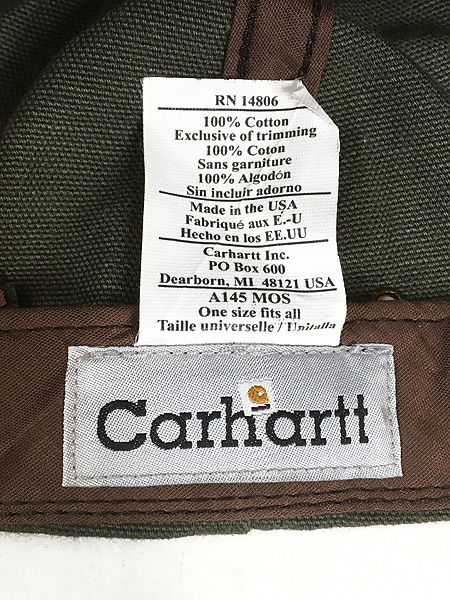 RN 14806
100% Cotton
Exclusive of trimming
100% Coton
Sans garniture
100% Algodón
Sin incluir adorno
Made in the USA
Fabriqué aux E.-U
Hecho en los EE.UU
Carhartt Inc.
PO Box 600
Dearborn, MI 48121 USA
A145 MOS
One size fits all
Taille universelle / Unitalla
Carhartt